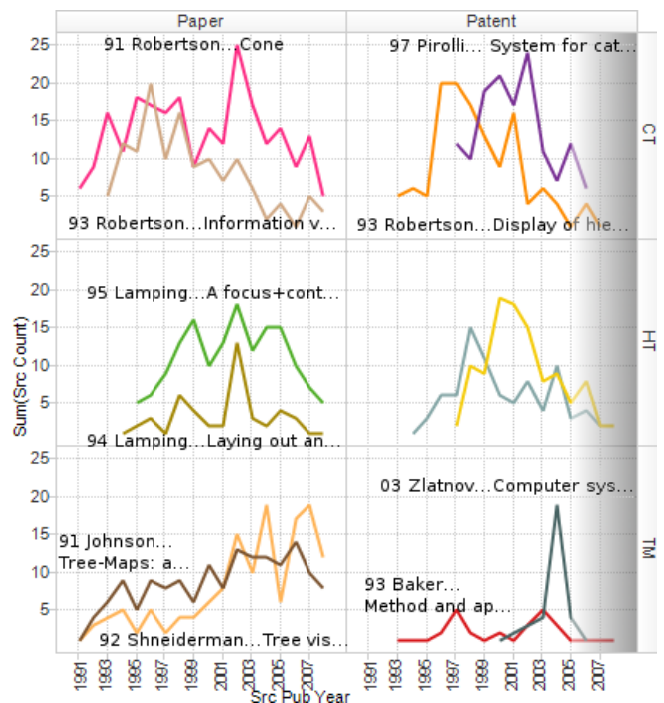 Paper Patent
25
20
15
10
5
91 Robertson...Cone
93 Robertson...Information v...
97 Pirolli... System for cat...
93 Robertson...Display of hie...
CT
25
20
15
10
5
95 Lamping...A focus+cont...
94 Lamping...Laying out an...
HT
Sum(Src Count)
25
20
15
10
5
91 Johnson...
Tree-Maps: a...
92 Shneiderman...Tree vis...
03 Zlatnov...Computer sys...
93 Baker...
Method and ap...
TM
1991 1993 1995 1997 1999 2001 2003 2005 2007 1991 1993 1995 1997 1999 2001 2003 2005 2007
Src Pub Year